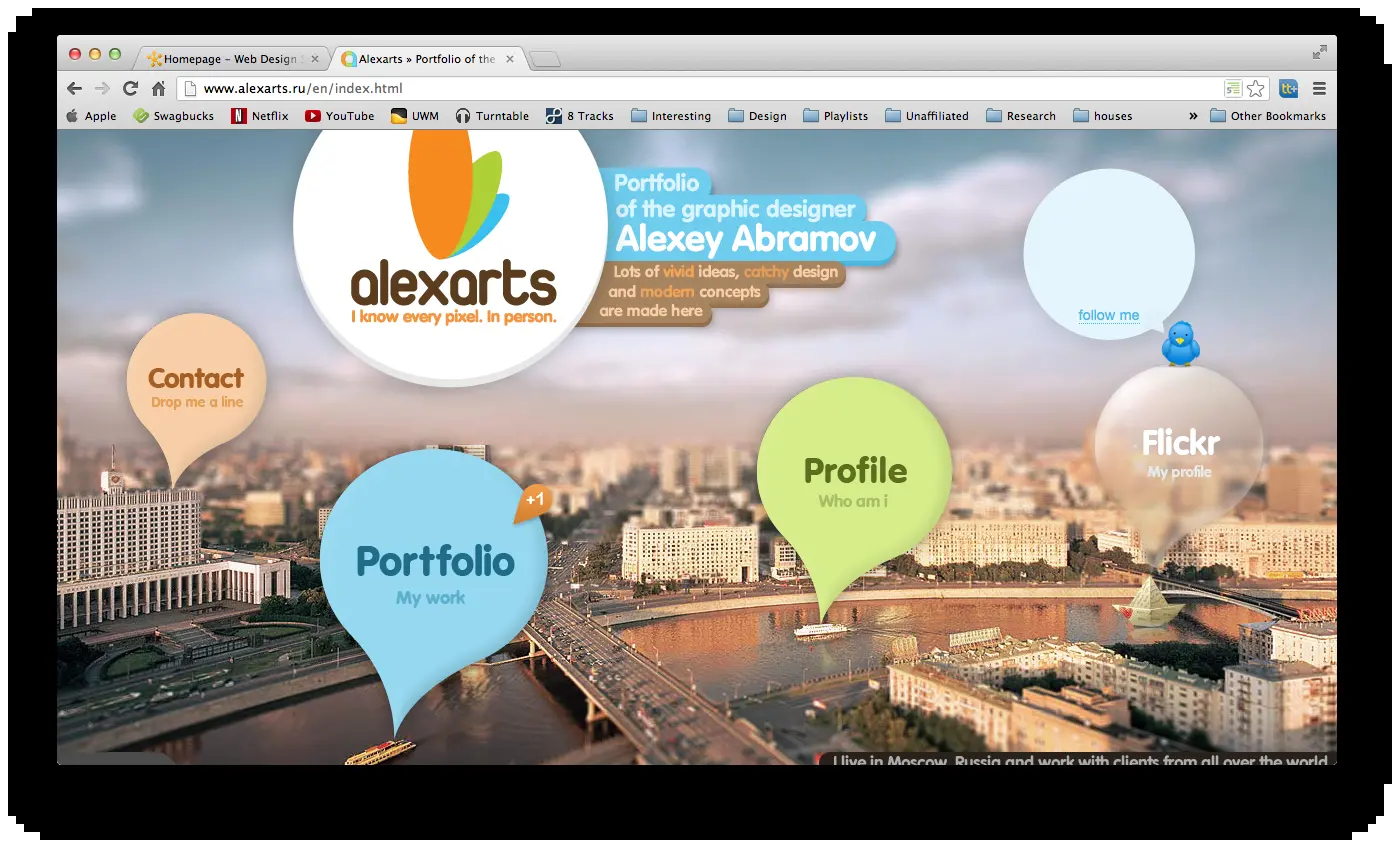 Homepage – Web Design
Alexarts » Portfolio of the
www.alexarts.ru/en/index.html
Apple
Swagbucks
Netflix
YouTube
UWM
Turntable
8 Tracks
Interesting
Design
Playlists
Unaffiliated
Research
houses
»
Other Bookmarks
Portfolio
of the graphic designer
Alexey Abramov
Lots of vivid ideas, catchy design
and modern concepts
are made here
alexarts
I know every pixel. In person.
follow me
Contact
Drop me a line
Flickr
My profile
Profile
Who am i
+1
Portfolio
My work
I live in Moscow, Russia and work with clients from all over the world